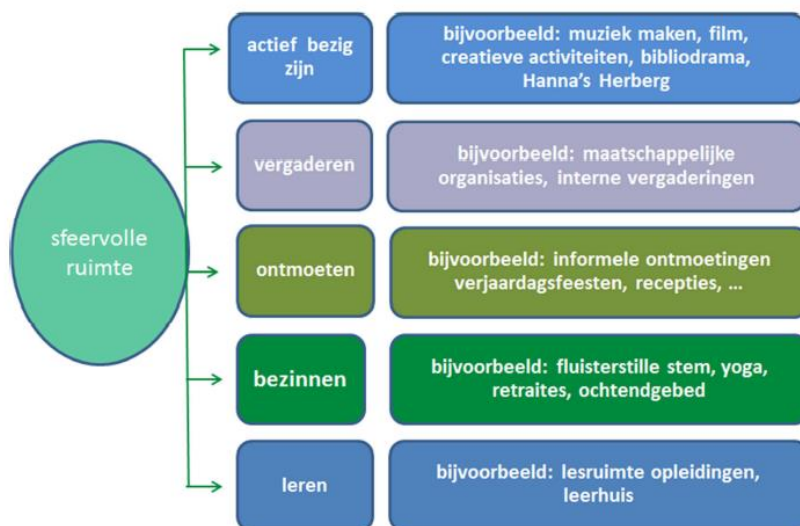 sfeervolle
ruimte
actief bezig
zijn
bijvoorbeeld: muziek maken, film,
creatieve activiteiten, bibliodrama,
Hanna's Herberg
vergaderen
bijvoorbeeld: maatschappelijke
organisaties, interne vergaderingen
ontmoeten
bijvoorbeeld: informele ontmoetingen
verjaardagsfeesten, recepties, ...
bezinnen
bijvoorbeeld: fluisterstille stem, yoga,
retraites, ochtendgebed
leren
bijvoorbeeld: lesruimte opleidingen,
leerhuis